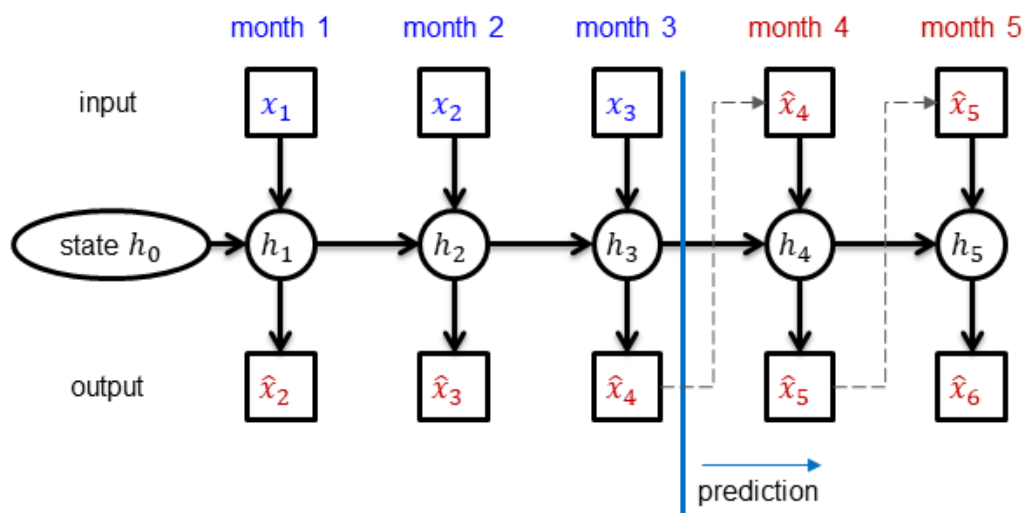 month 1 month 2 month 3 month 4 month 5
input x₁ x₂ x₃ x̂₄ x̂₅
state h₀ h₁ h₂ h₃ h₄ h₅
output x̂₂ x̂₃ x̂₄ x̂₅ x̂₆
prediction